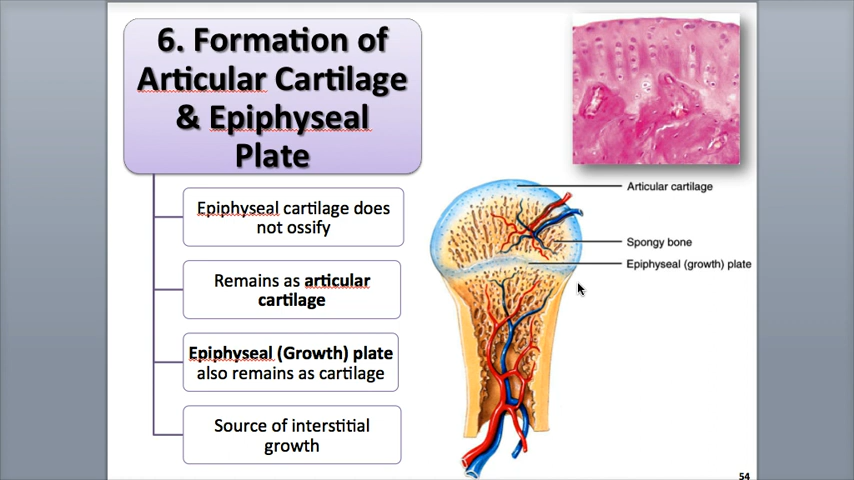 6. Formation of
Articular Cartilage
& Epiphyseal
Plate
Epiphyseal cartilage does
not ossify
Remains as articular
cartilage
Epiphyseal (Growth) plate
also remains as cartilage
Source of interstitial
growth
Articular cartilage
Spongy bone
Epiphyseal (growth) plate
54